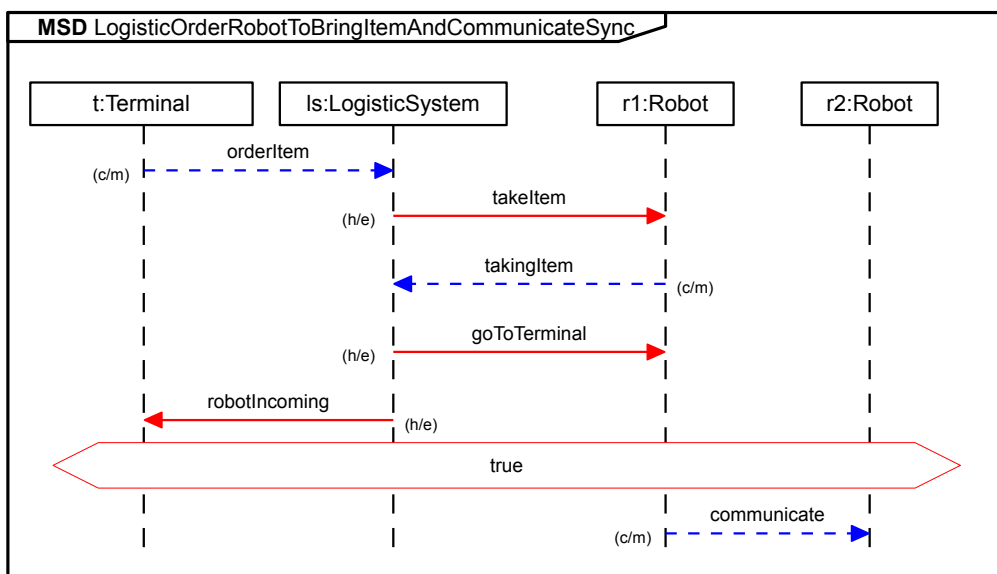 MSD LogisticOrderRobotToBringItemAndCommunicateSync
t:Terminal ls:LogisticSystem r1:Robot r2:Robot
orderItem
(c/m)
takeItem
(h/e)
takingItem
(c/m)
goToTerminal
(h/e)
robotIncoming
(h/e)
true
communicate
(c/m)